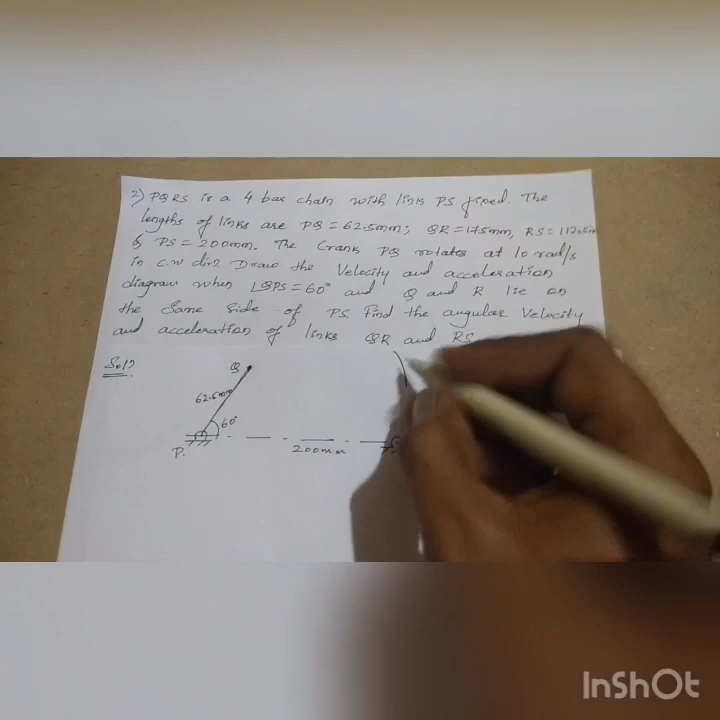 2) PQRS is a 4 bar chain with link PS fixed. The
lengths of links are PQ = 62.5mm; QR = 175mm, RS = 112.5m
& PS = 200mm. The Crank PQ rotates at 10 rad/s
in c.w dirn Draw the Velocity and acceleration
diagram when ∠QPS = 60° and Q and R lie on
the Same side of PS. Find the angular Velocity
and acceleration of links QR and RS
Soln
Q
62.5mm
60°
P.
200mm
InShOt